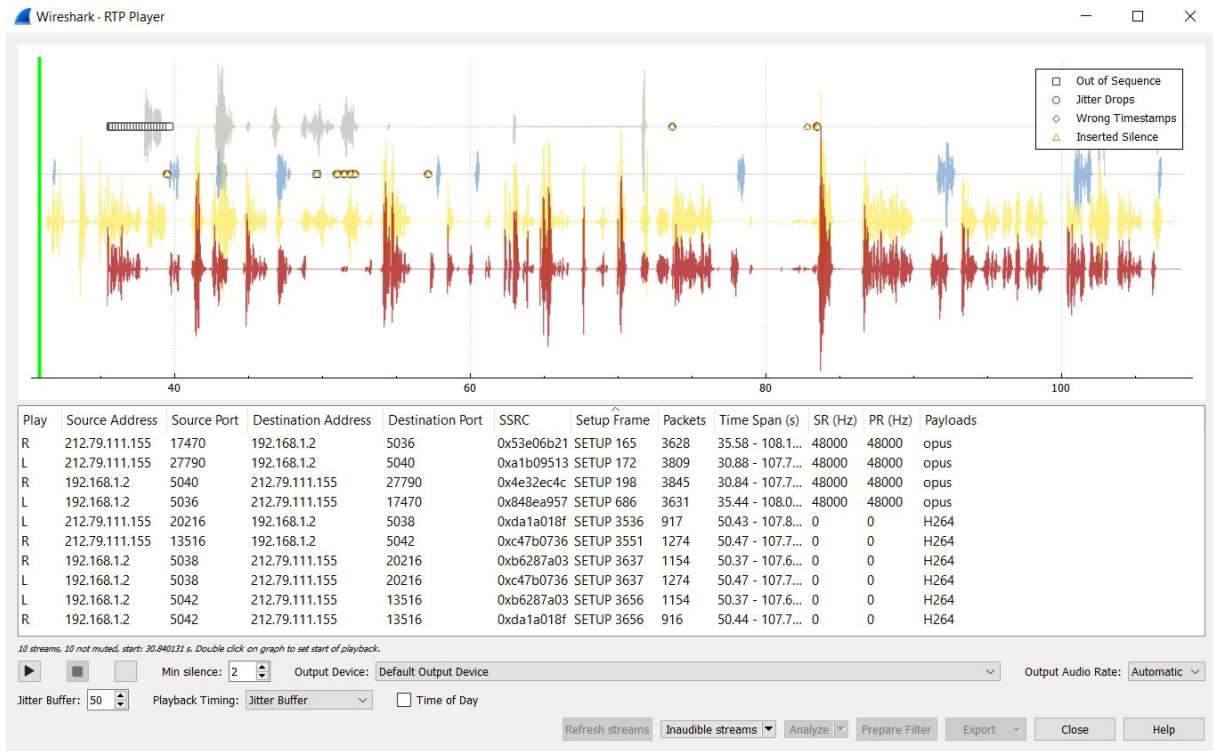 Wireshark · RTP Player
Out of Sequence
Jitter Drops
Wrong Timestamps
Inserted Silence
40 60 80 100
Play Source Address Source Port Destination Address Destination Port SSRC Setup Frame Packets Time Span (s) SR (Hz) PR (Hz) Payloads
R 212.79.111.155 17470 192.168.1.2 5036 0x53e06b21 SETUP 165 3628 35.58 - 108.1... 48000 48000 opus
L 212.79.111.155 27790 192.168.1.2 5040 0xa1b09513 SETUP 172 3809 30.88 - 107.7... 48000 48000 opus
R 192.168.1.2 5040 212.79.111.155 27790 0x4e32ec4c SETUP 198 3845 30.84 - 107.7... 48000 48000 opus
L 192.168.1.2 5036 212.79.111.155 17470 0x848ea957 SETUP 686 3631 35.44 - 108.0... 48000 48000 opus
L 212.79.111.155 20216 192.168.1.2 5038 0xda1a018f SETUP 3536 917 50.43 - 107.8... 0 0 H264
R 212.79.111.155 13516 192.168.1.2 5042 0xc47b0736 SETUP 3551 1274 50.47 - 107.7... 0 0 H264
R 192.168.1.2 5038 212.79.111.155 20216 0xb6287a03 SETUP 3637 1154 50.37 - 107.6... 0 0 H264
L 192.168.1.2 5038 212.79.111.155 20216 0xc47b0736 SETUP 3637 1274 50.47 - 107.7... 0 0 H264
L 192.168.1.2 5042 212.79.111.155 13516 0xb6287a03 SETUP 3656 1154 50.37 - 107.6... 0 0 H264
R 192.168.1.2 5042 212.79.111.155 13516 0xda1a018f SETUP 3656 916 50.44 - 107.7... 0 0 H264
10 streams, 10 not muted, start: 30.840131 s. Double click on graph to set start of playback.
Min silence: 2 Output Device: Default Output Device Output Audio Rate: Automatic
Jitter Buffer: 50 Playback Timing: Jitter Buffer Time of Day
Refresh streams Inaudible streams Analyze Prepare Filter Export Close Help